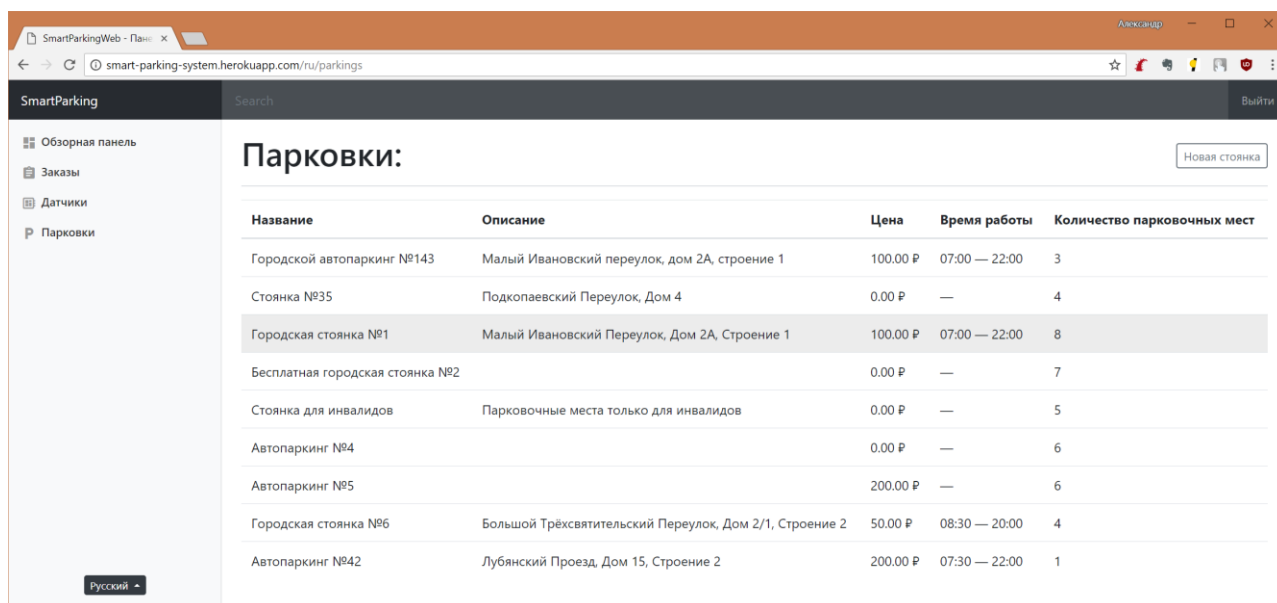 Александр
SmartParkingWeb - Пане
smart-parking-system.herokuapp.com/ru/parkings
SmartParking Search Выйти
Обзорная панель
Заказы
Датчики
Парковки
Парковки: Новая стоянка
Название Описание Цена Время работы Количество парковочных мест
Городской автопаркинг №143 Малый Ивановский переулок, дом 2А, строение 1 100.00 ₽ 07:00 — 22:00 3
Стоянка №35 Подкопаевский Переулок, Дом 4 0.00 ₽ — 4
Городская стоянка №1 Малый Ивановский Переулок, Дом 2А, Строение 1 100.00 ₽ 07:00 — 22:00 8
Бесплатная городская стоянка №2 0.00 ₽ — 7
Стоянка для инвалидов Парковочные места только для инвалидов 0.00 ₽ — 5
Автопаркинг №4 0.00 ₽ — 6
Автопаркинг №5 200.00 ₽ — 6
Городская стоянка №6 Большой Трёхсвятительский Переулок, Дом 2/1, Строение 2 50.00 ₽ 08:30 — 20:00 4
Автопаркинг №42 Лубянский Проезд, Дом 15, Строение 2 200.00 ₽ 07:30 — 22:00 1
Русский